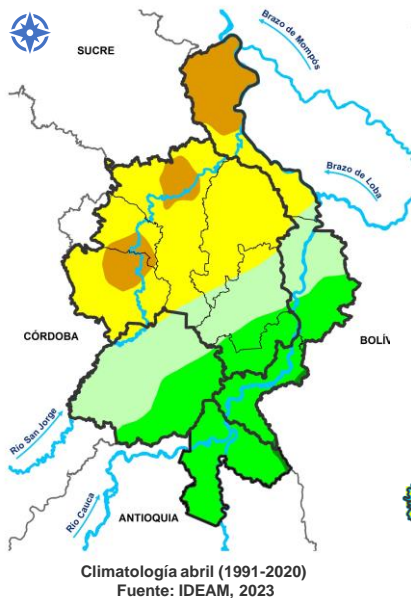 Brazo de Mompós
SUCRE
Brazo de Loba
CÓRDOBA
BOLÍV
Río San Jorge
Río Cauca
ANTIOQUIA
Climatología abril (1991-2020)
Fuente: IDEAM, 2023